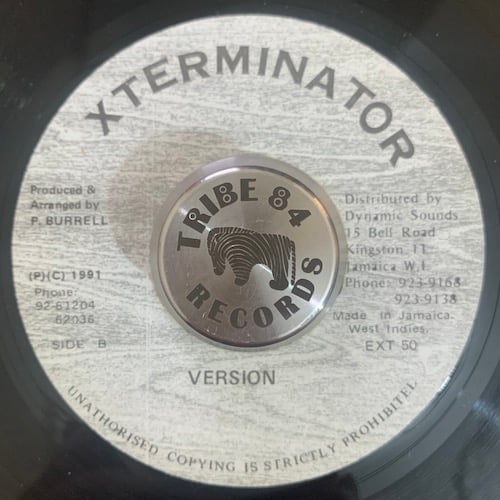 XTERMINATOR
Produced &
Arranged by
P. BURRELL
(P)(C) 1991
Phone:
92-61204
62036
SIDE B
TRIBE 84
RECORDS
Distributed by
Dynamic Sounds
15 Bell Road
Kingston 11,
Jamaica W.I.
Phone: 923-9168
923-9138
Made in Jamaica.
West Indies.
EXT 50
VERSION
UNAUTHORISED COPYING IS STRICTLY PROHIBITED